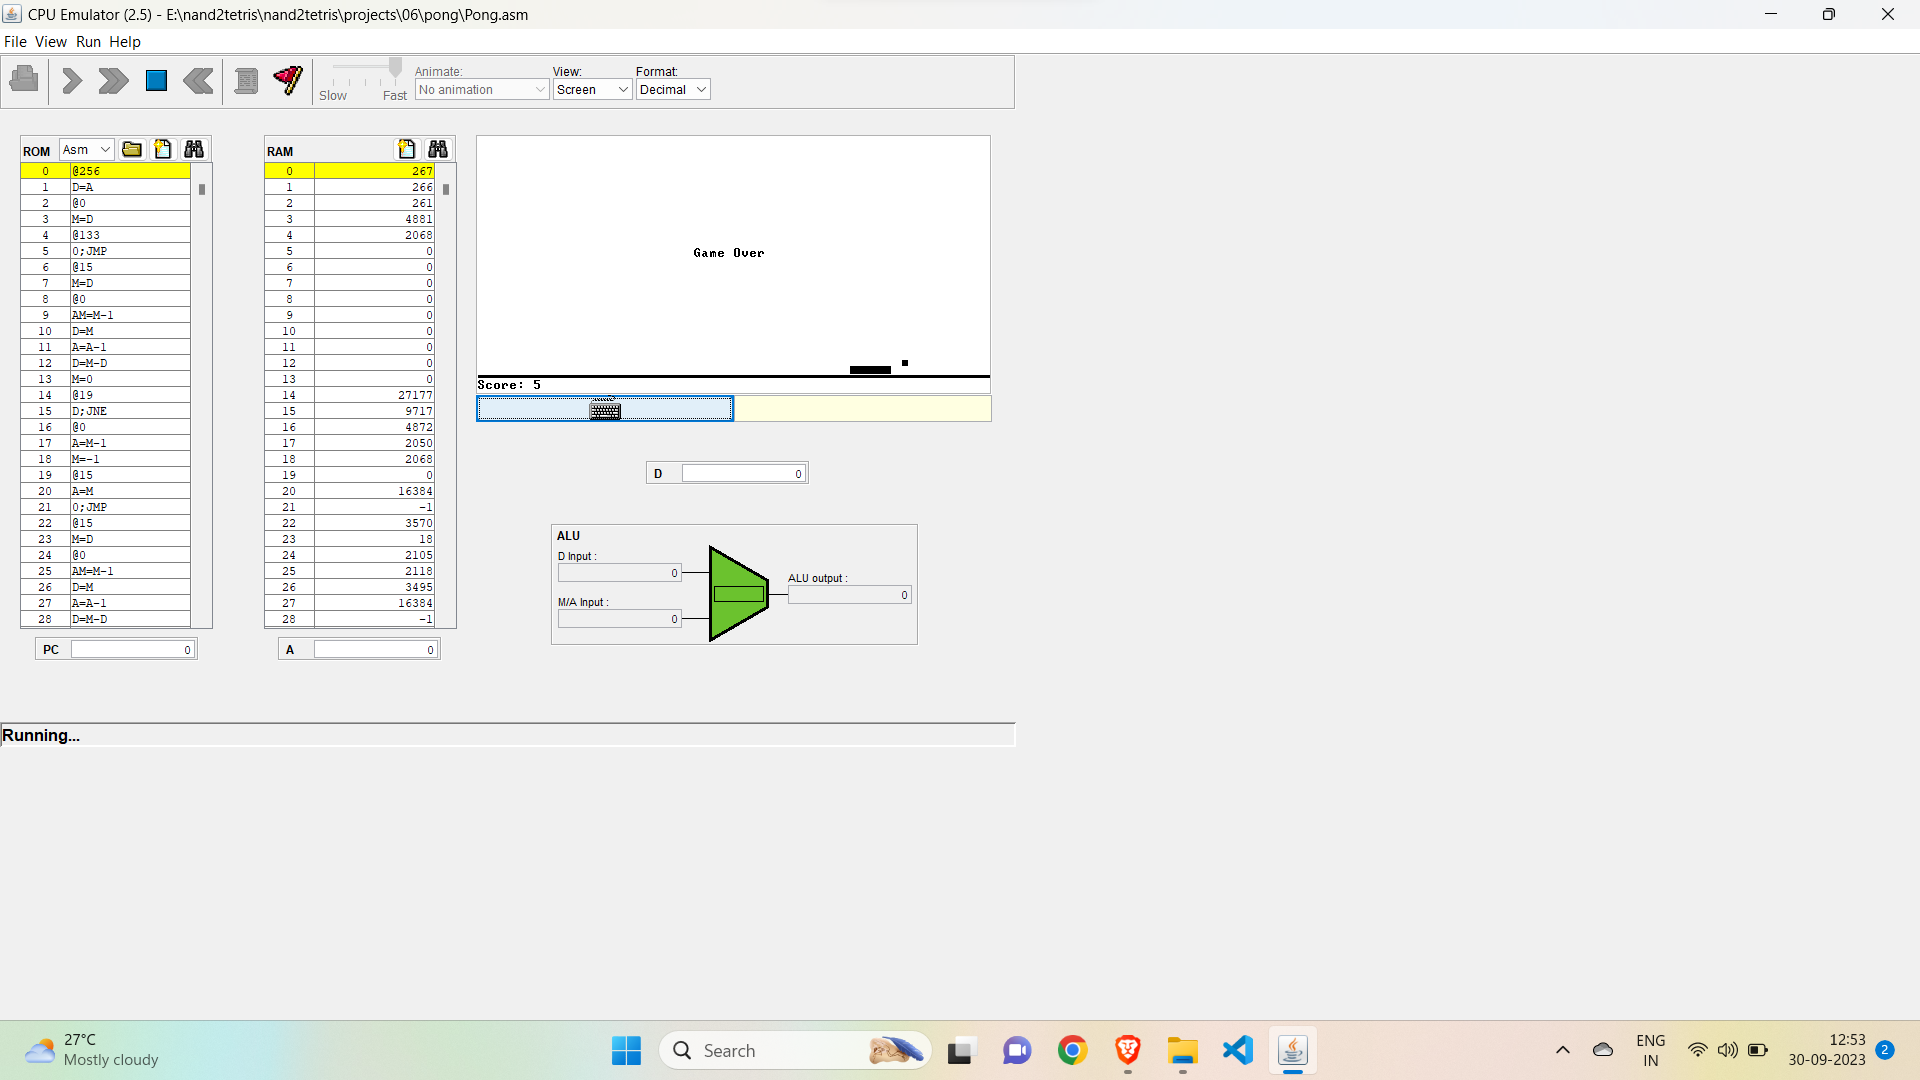 CPU Emulator (2.5) - E:\nand2tetris\nand2tetris\projects\06\pong\Pong.asm
File View Run Help
Slow Fast
Animate:
No animation
View:
Screen
Format:
Decimal
ROM Asm
0 @256
1 D=A
2 @0
3 M=D
4 @133
5 0;JMP
6 @15
7 M=D
8 @0
9 AM=M-1
10 D=M
11 A=A-1
12 D=M-D
13 M=0
14 @19
15 D;JNE
16 @0
17 A=M-1
18 M=-1
19 @15
20 A=M
21 0;JMP
22 @15
23 M=D
24 @0
25 AM=M-1
26 D=M
27 A=A-1
28 D=M-D
PC 0
RAM
0 267
1 266
2 261
3 4881
4 2068
5 0
6 0
7 0
8 0
9 0
10 0
11 0
12 0
13 0
14 27177
15 9717
16 4872
17 2050
18 2068
19 0
20 16384
21 -1
22 3570
23 18
24 2105
25 2118
26 3495
27 16384
28 -1
A 0
Game Over
Score: 5
D 0
ALU
D Input :
0
M/A Input :
0
ALU output :
0
Running...
27°C
Mostly cloudy
Search
ENG
IN
12:53
30-09-2023
2